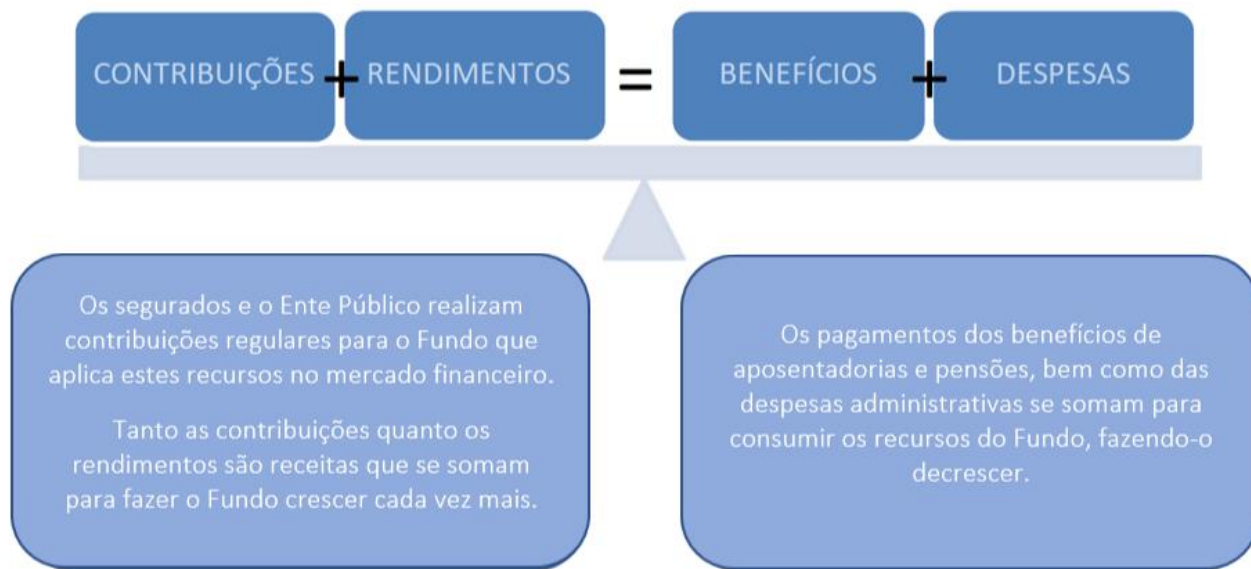 CONTRIBUIÇÕES + RENDIMENTOS = BENEFÍCIOS + DESPESAS
Os segurados e o Ente Público realizam
contribuições regulares para o Fundo que
aplica estes recursos no mercado financeiro.
Tanto as contribuições quanto os
rendimentos são receitas que se somam
para fazer o Fundo crescer cada vez mais.
Os pagamentos dos benefícios de
aposentadorias e pensões, bem como das
despesas administrativas se somam para
consumir os recursos do Fundo, fazendo-o
decrescer.